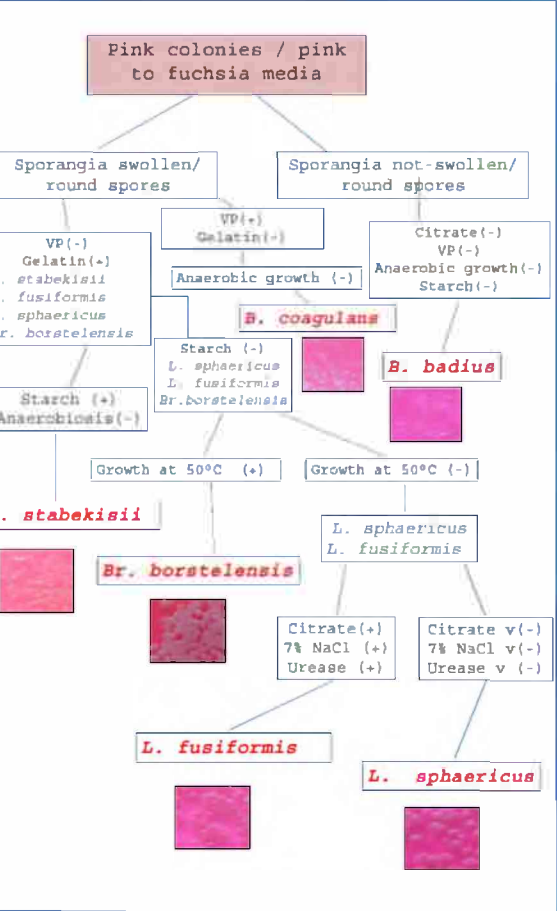 Pink colonies / pink
to fuchsia media
Sporangia swollen/
round spores
Sporangia not-swollen/
round spores
VP(+)
Gelatin(-)
Citrate(-)
VP(-)
Anaerobic growth(-)
Starch(-)
VP(-)
Gelatin(+)
. stabekisii
. fusiformis
. sphaericus
r. borstelensis
Anaerobic growth (-)
B. coagulans
Starch (-)
L. sphaericus
L. fusiformis
Br.borstelensis
B. badius
Starch (+)
Anaerobiosis(-)
Growth at 50ºC (+)
Growth at 50ºC (-)
. stabekisii
L. sphaericus
L. fusiformis
Br. borstelensis
Citrate(+)
7% NaCl (+)
Urease (+)
Citrate v(-)
7% NaCl v(-)
Urease v (-)
L. fusiformis
L. sphaericus